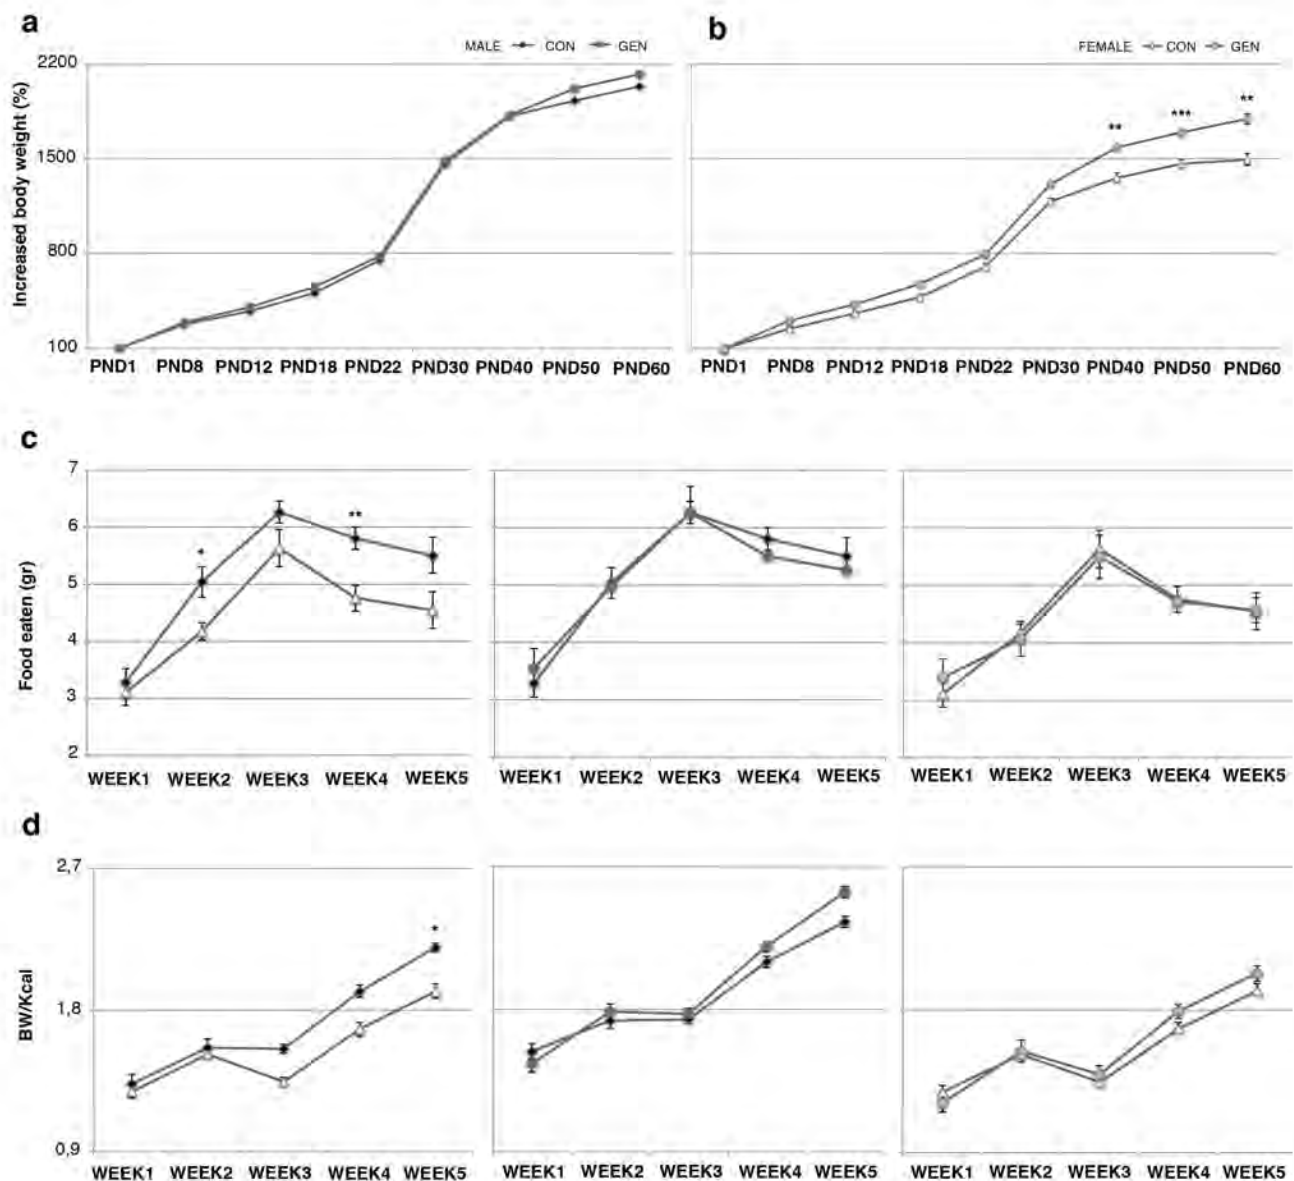 a
b
MALE CON GEN
FEMALE CON GEN
Increased body weight (%)
2200
1500
800
100
** *** **
PND1 PND8 PND12 PND18 PND22 PND30 PND40 PND50 PND60
PND1 PND8 PND12 PND18 PND22 PND30 PND40 PND50 PND60
c
Food eaten (gr)
7
6
5
4
3
2
* **
WEEK1 WEEK2 WEEK3 WEEK4 WEEK5
WEEK1 WEEK2 WEEK3 WEEK4 WEEK5
WEEK1 WEEK2 WEEK3 WEEK4 WEEK5
d
BW/Kcal
2,7
1,8
0,9
*
WEEK1 WEEK2 WEEK3 WEEK4 WEEK5
WEEK1 WEEK2 WEEK3 WEEK4 WEEK5
WEEK1 WEEK2 WEEK3 WEEK4 WEEK5